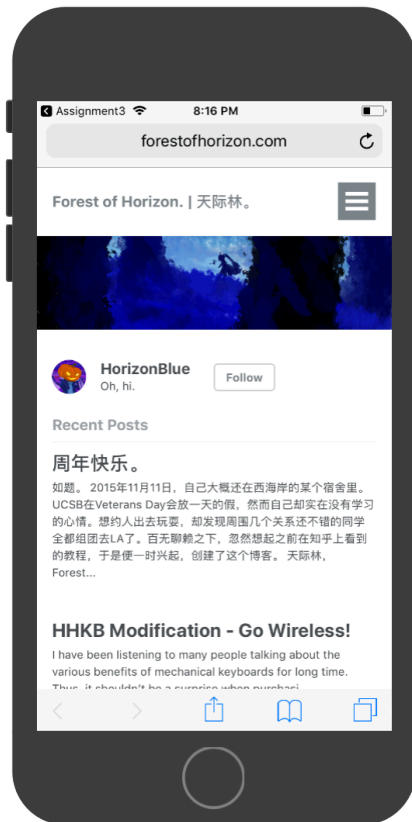 Assignment3 8:16 PM
forestofhorizon.com
Forest of Horizon. | 天际林。
HorizonBlue
Oh, hi.
Follow
Recent Posts
周年快乐。
如题。 2015年11月11日，自己大概还在西海岸的某个宿舍里。
UCSB在Veterans Day会放一天的假，然而自己却实在没有学习
的心情。想约人出去玩耍，却发现周围几个关系还不错的同学
全都组团去LA了。百无聊赖之下，忽然想起之前在知乎上看到
的教程，于是便一时兴起，创建了这个博客。 天际林，
Forest...
HHKB Modification - Go Wireless!
I have been listening to many people talking about the
various benefits of mechanical keyboards for long time.
Thus, it shouldn't be a surprise when purchasi